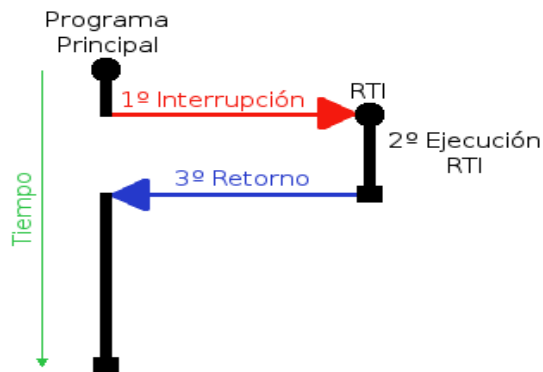 Programa
Principal
1º Interrupción
RTI
2º Ejecución
RTI
3º Retorno
Tiempo